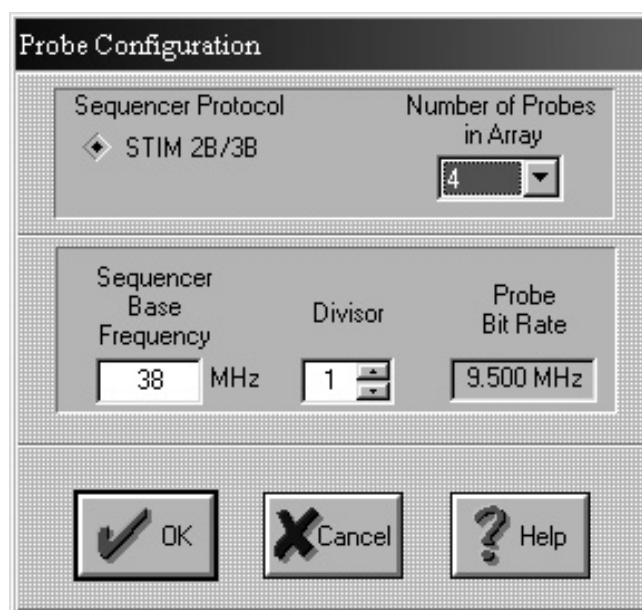 Probe Configuration
Sequencer Protocol
STIM 2B/3B
Number of Probes
in Array
4
Sequencer
Base
Frequency
38 MHz
Divisor
1
Probe
Bit Rate
9.500 MHz
OK
Cancel
Help